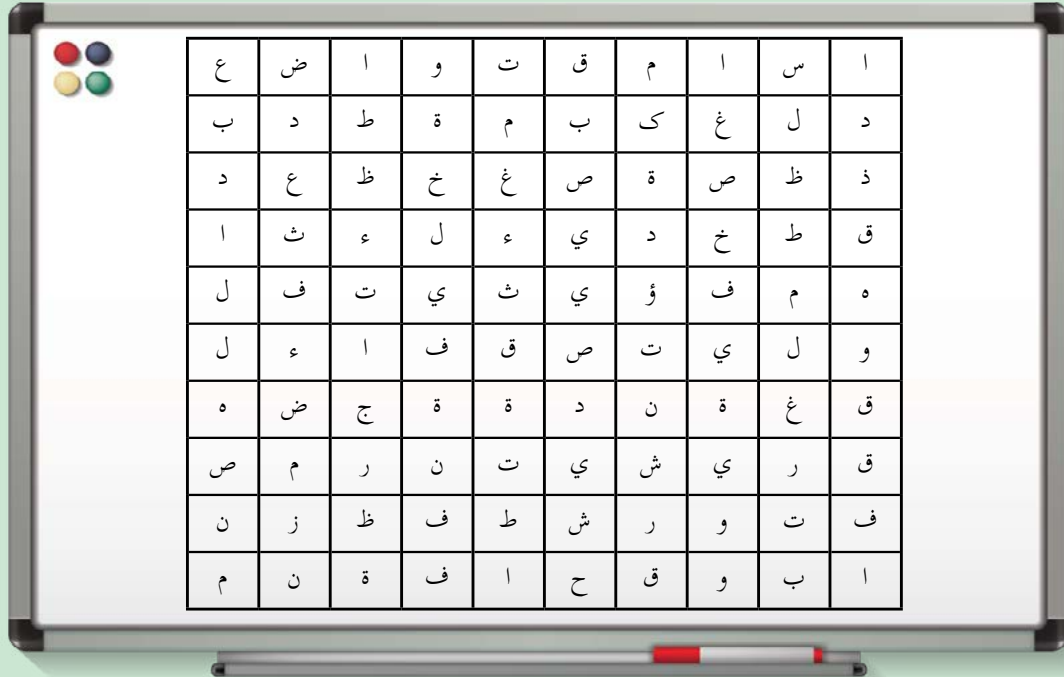 ا س ا م ق ت و ا ض ع
د ل غ ک ب م ة ط د ب
ذ ظ ص ة ص غ خ ظ ع د
ق ط خ د ي ء ل ء ث ا
ه م ف ؤ ي ث ي ت ف ل
و ل ي ت ص ق ف ا ء ل
ق غ ة ن د ة ة ج ض ه
ق ر ي ش ي ت ن ر م ص
ف ت و ر ش ط ف ظ ز ن
ا ب و ق ح ا ف ة ن م